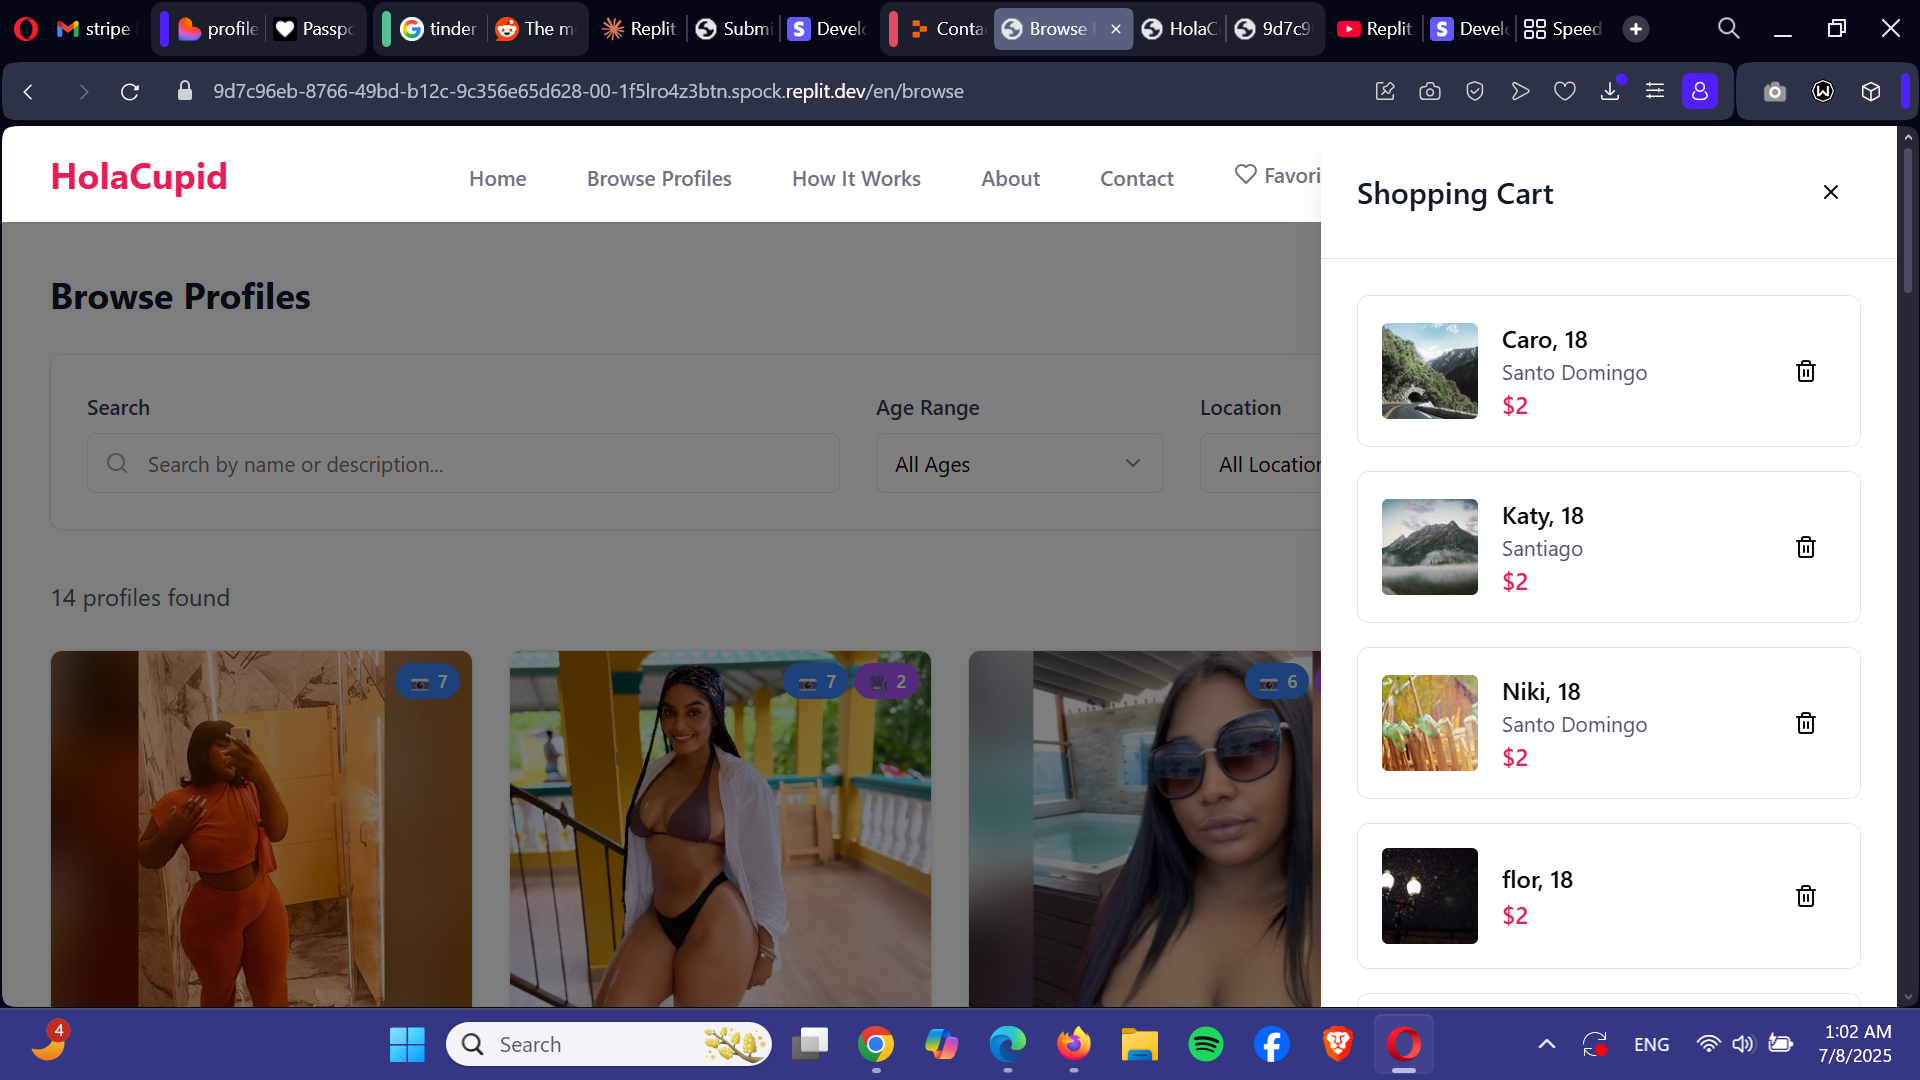 stripe
profile
Passpo
tinder
The m
Replit
Submi
Develo
Conta
Browse
HolaC
9d7c9
Replit
Develo
Speed
9d7c96eb-8766-49bd-b12c-9c356e65d628-00-1f5lro4z3btn.spock.replit.dev/en/browse
HolaCupid
Home
Browse Profiles
How It Works
About
Contact
Favori
Shopping Cart
Browse Profiles
Search
Search by name or description...
Age Range
All Ages
Location
All Location
14 profiles found
7
7
2
6
Caro, 18
Santo Domingo
$2
Katy, 18
Santiago
$2
Niki, 18
Santo Domingo
$2
flor, 18
$2
4
Search
ENG
1:02 AM
7/8/2025